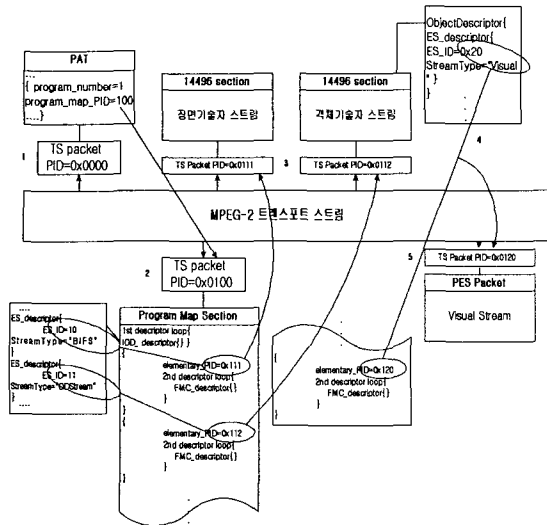 PAT
....
{ program_number=1
program_map_PID=100
....}
1
TS packet
PID=0x0000
14496 section
장면기술자 스트림
TS Packet PID=0x0111
3
14496 section
객체기술자 스트림
TS Packet PID=0x0112
ObjectDescriptor{
ES_descriptor{
ES_ID=0x20
StreamType="Visual
" }
}
4
MPEG-2 트랜스포트 스트림
2
TS packet
PID=0x0100
5
TS Packet PID=0x0120
PES Packet
Visual Stream
....
ES_descriptor{
ES_ID=10
StreamType="BIFS"
}
ES_descriptor{
ES_ID=11
StreamType="ODStream"
}
....
Program Map Section
1st descriptor loop{
IOD_descriptor{} }
{
elementary_PID=0x111
2nd descriptor loop{
FMC_descriptor{}
}
}
{
elementary_PID=0x112
2nd descriptor loop{
FMC_descriptor{}
}
}
{
elementary_PID=0x120
2nd descriptor loop{
FMC_descriptor{}
}
}